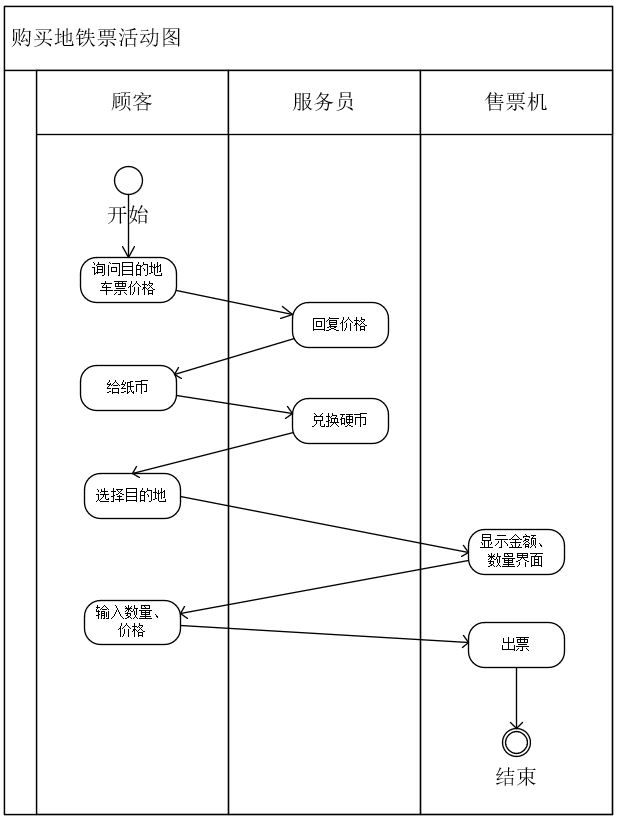 购买地铁票活动图
顾客
服务员
售票机
开始
询问目的地
车票价格
回复价格
给纸币
兑换硬币
选择目的地
显示金额、
数量界面
输入数量、
价格
出票
结束